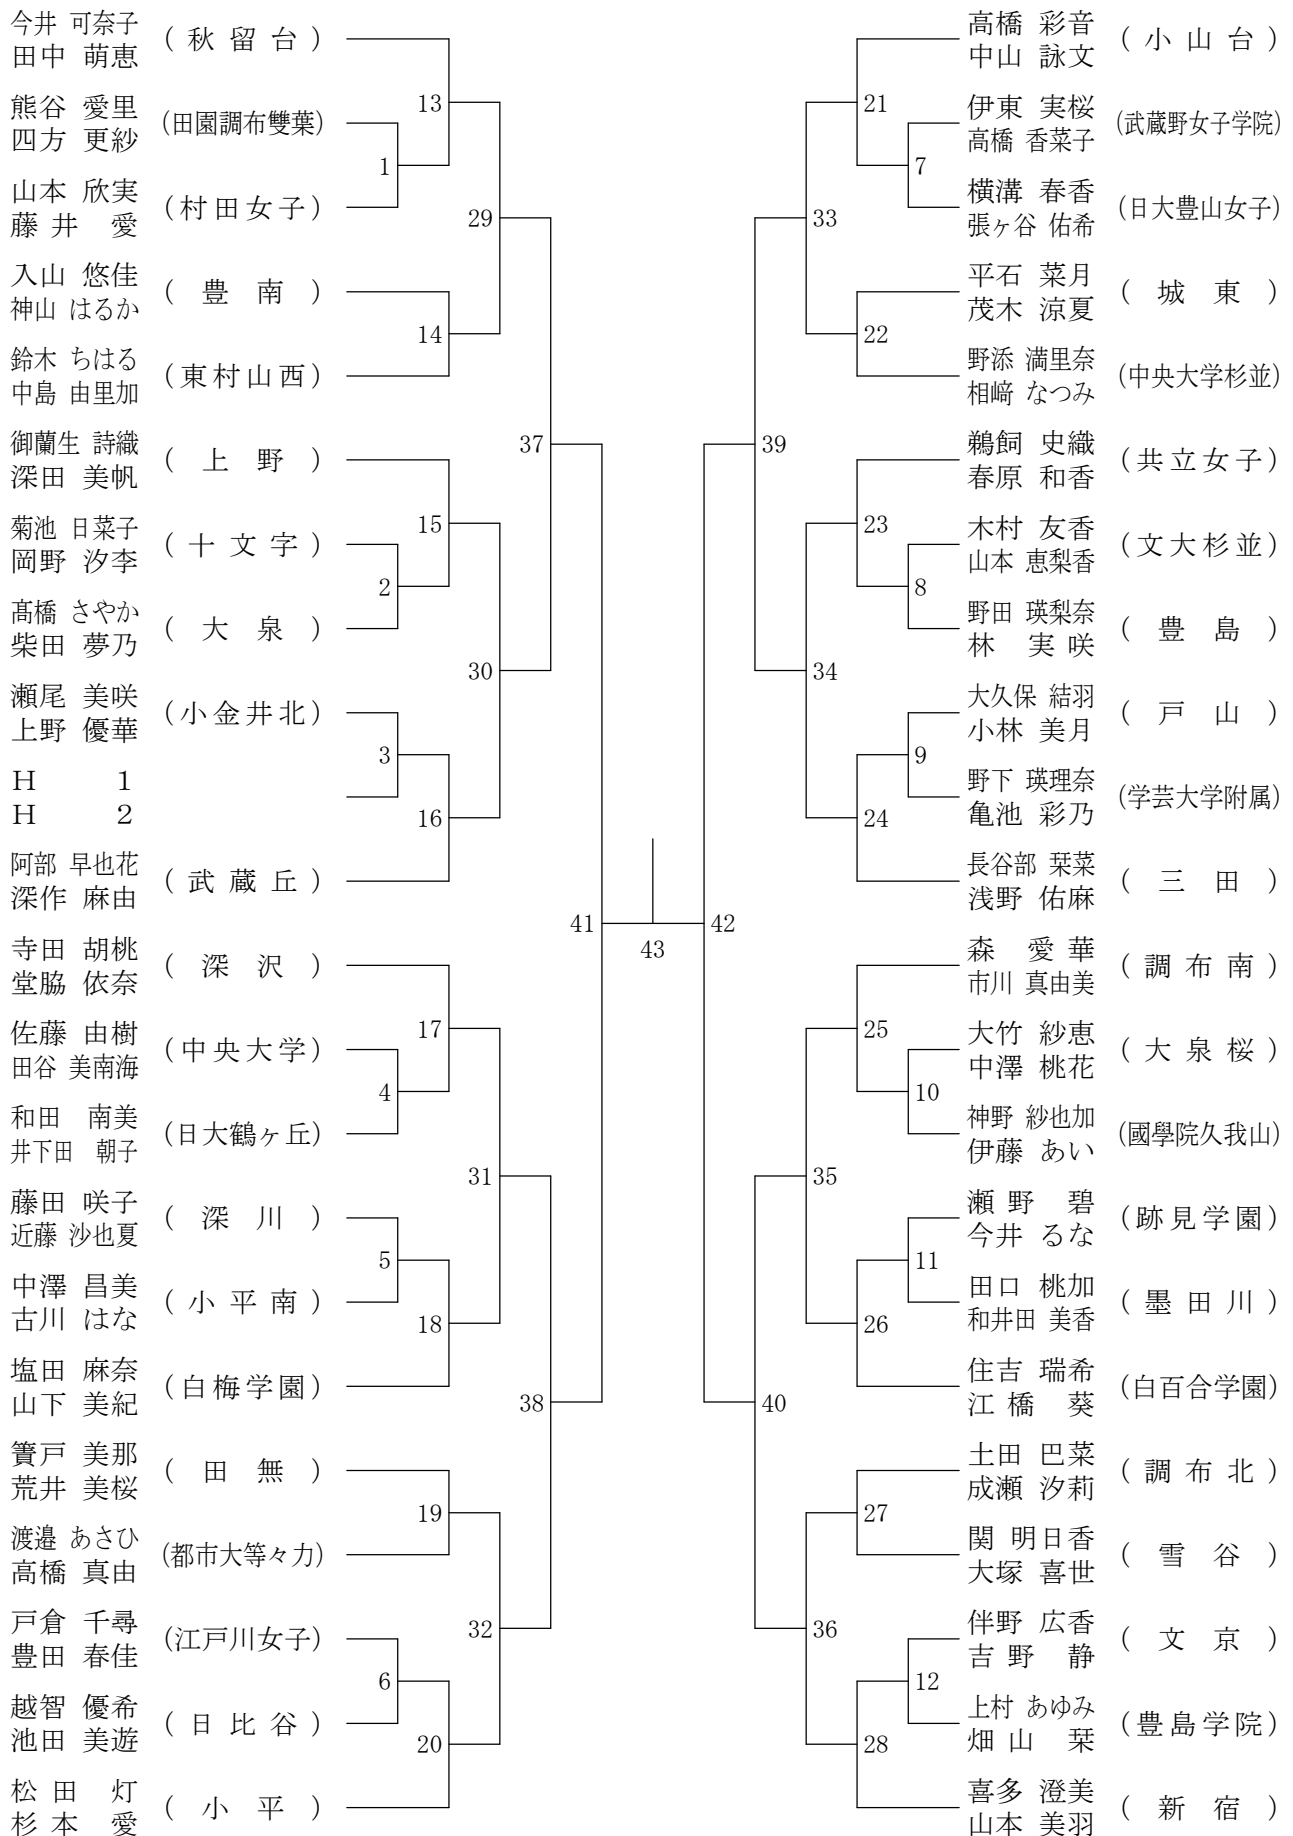 今井 可奈子
田中 萌恵
( 秋 留 台 )
熊谷 愛里
四方 更紗
(田園調布雙葉)
山本 欣実
藤 井　愛
(村田女子)
入山 悠佳
神山 はるか
( 豊 南 )
鈴木 ちはる
中島 由里加
(東村山西)
御蘭生 詩織
深田 美帆
( 上 野 )
菊池 日菜子
岡野 汐李
( 十 文 字 )
髙橋 さやか
柴田 夢乃
( 大 泉 )
瀬尾 美咲
上野 優華
(小金井北)
H 1
H 2
阿部 早也花
深作 麻由
( 武 蔵 丘 )
寺田 胡桃
堂脇 依奈
( 深 沢 )
佐藤 由樹
田谷 美南海
(中央大学)
和田 南美
井下田 朝子
(日大鶴ヶ丘)
藤田 咲子
近藤 沙也夏
( 深 川 )
中澤 昌美
古川 はな
( 小 平 南 )
塩田 麻奈
山下 美紀
(白梅学園)
簀戸 美那
荒井 美桜
( 田 無 )
渡邉 あさひ
高橋 真由
(都市大等々力)
戸倉 千尋
豊田 春佳
(江戸川女子)
越智 優希
池田 美遊
( 日 比 谷 )
松 田　灯
杉 本　愛
( 小 平 )
13
1
29
14
37
15
2
30
3
16
41
17
4
31
5
18
38
19
32
6
20
43
21
7
33
22
39
23
8
34
9
24
42
25
10
35
11
26
40
27
36
12
28
高橋 彩音
中山 詠文
( 小 山 台 )
伊東 実桜
高橋 香菜子
(武蔵野女子学院)
横溝 春香
張ヶ谷 佑希
(日大豊山女子)
平石 菜月
茂木 涼夏
( 城 東 )
野添 満里奈
相﨑 なつみ
(中央大学杉並)
鵜飼 史織
春原 和香
(共立女子)
木村 友香
山本 恵梨香
(文大杉並)
野田 瑛梨奈
林　実 咲
( 豊 島 )
大久保 結羽
小林 美月
( 戸 山 )
野下 瑛理奈
亀池 彩乃
(学芸大学附属)
長谷部 栞菜
浅野 佑麻
( 三 田 )
森　愛 華
市川 真由美
( 調 布 南 )
大竹 紗恵
中澤 桃花
( 大 泉 桜 )
神野 紗也加
伊藤 あい
(國學院久我山)
瀬 野　碧
今井 るな
(跡見学園)
田口 桃加
和井田 美香
( 墨 田 川 )
住吉 瑞希
江 橋　葵
(白百合学園)
土田 巴菜
成瀬 汐莉
( 調 布 北 )
関 明日香
大塚 喜世
( 雪 谷 )
伴野 広香
吉 野　静
( 文 京 )
上村 あゆみ
畑 山　栞
(豊島学院)
喜多 澄美
山本 美羽
( 新 宿 )